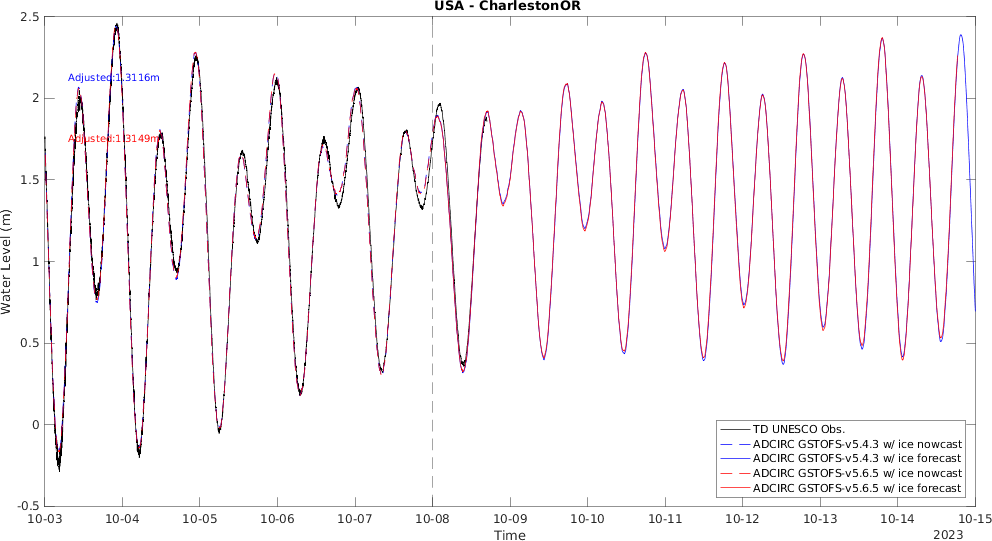 USA - CharlestonOR
2.5
Adjusted:1.3116m
2
Adjusted:1.3149m
1.5
Water Level (m)
1
0.5
TD UNESCO Obs.
ADCIRC GSTOFS-v5.4.3 w/ ice nowcast
ADCIRC GSTOFS-v5.4.3 w/ ice forecast
ADCIRC GSTOFS-v5.6.5 w/ ice nowcast
ADCIRC GSTOFS-v5.6.5 w/ ice forecast
0
-0.5
10-03 10-04 10-05 10-06 10-07 10-08 10-09 10-10 10-11 10-12 10-13 10-14 10-15
Time
2023